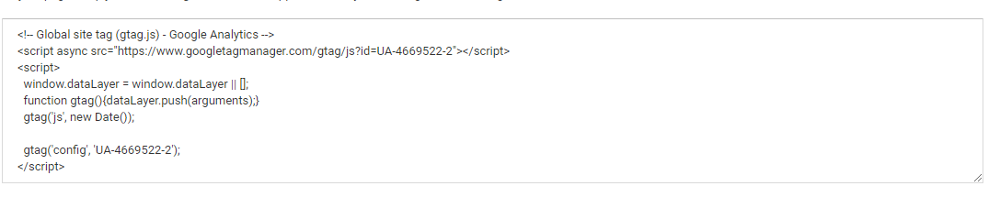 <!-- Global site tag (gtag.js) - Google Analytics -->
<script async src="https://www.googletagmanager.com/gtag/js?id=UA-4669522-2"></script>
<script>
  window.dataLayer = window.dataLayer || [];
  function gtag(){dataLayer.push(arguments);}
  gtag('js', new Date());

  gtag('config', 'UA-4669522-2');
</script>